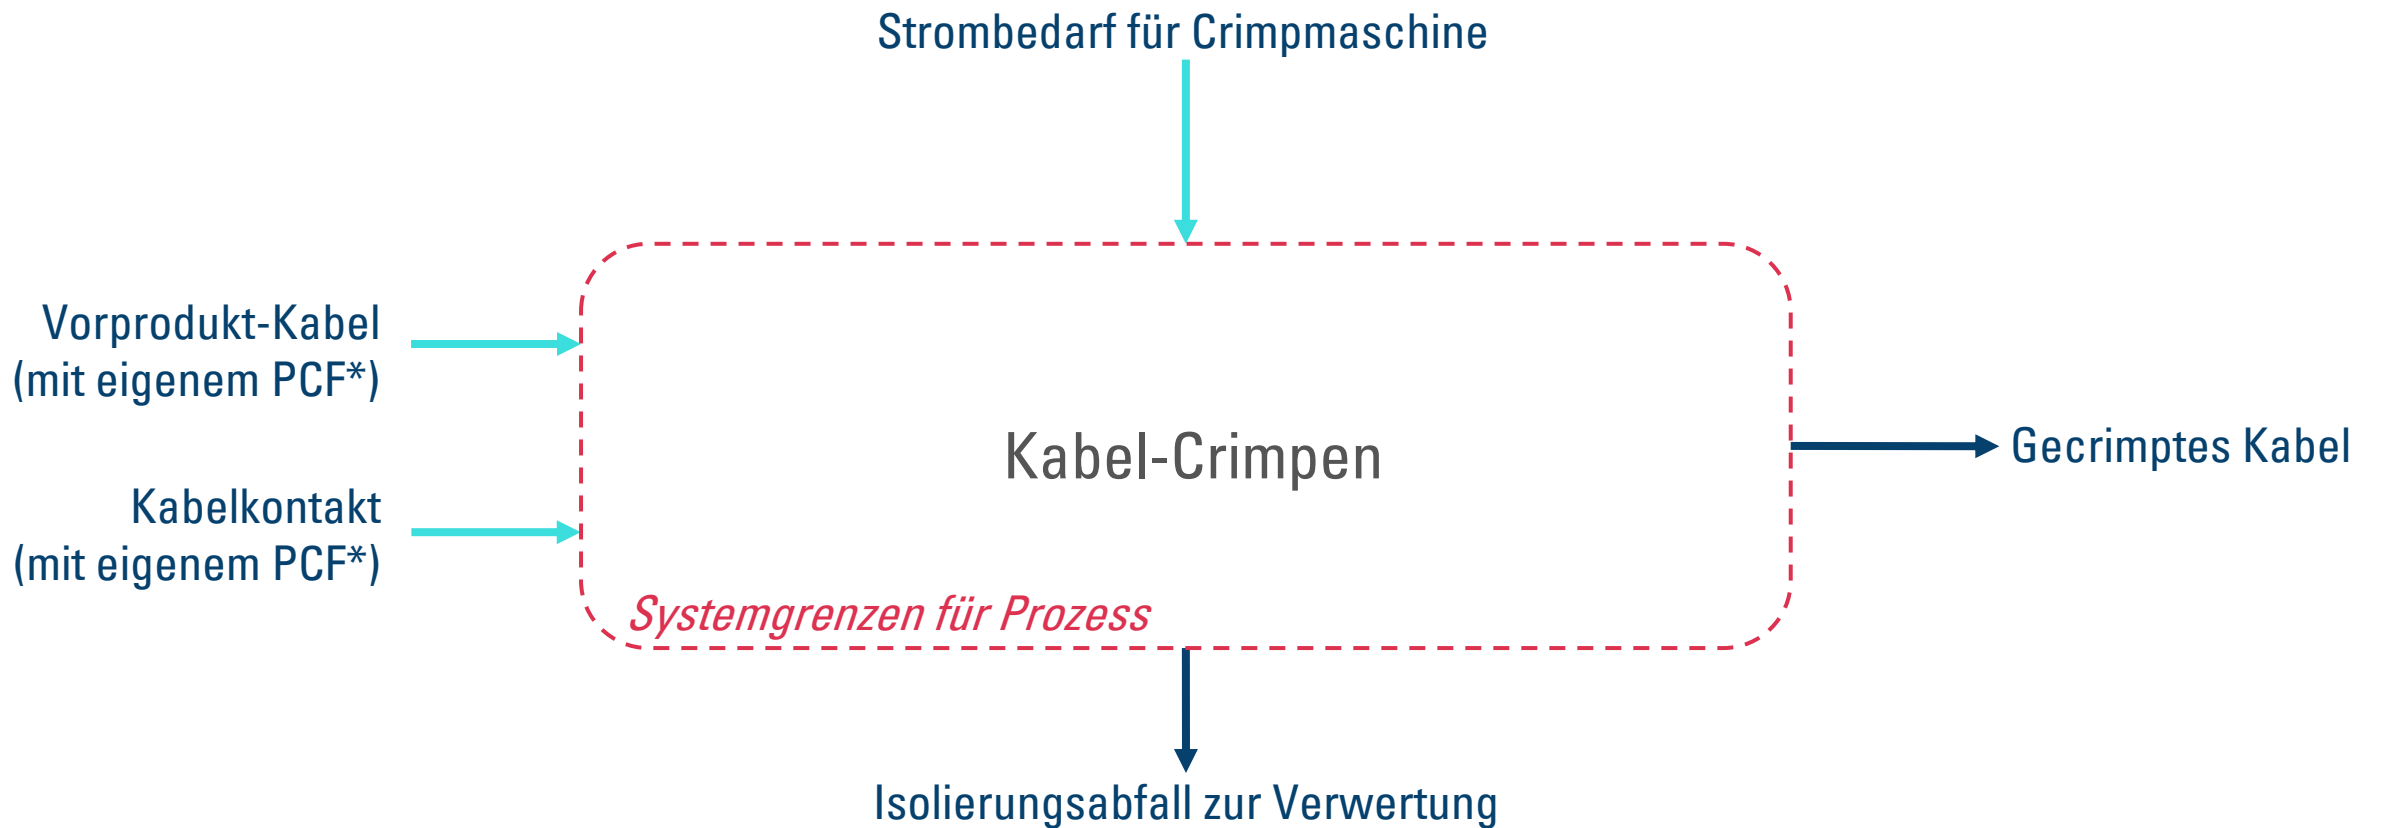 Strombedarf für Crimpmaschine
Vorprodukt-Kabel
(mit eigenem PCF*)
Kabelkontakt
(mit eigenem PCF*)
Kabel-Crimpen
Systemgrenzen für Prozess
Gecrimptes Kabel
Isolierungsabfall zur Verwertung